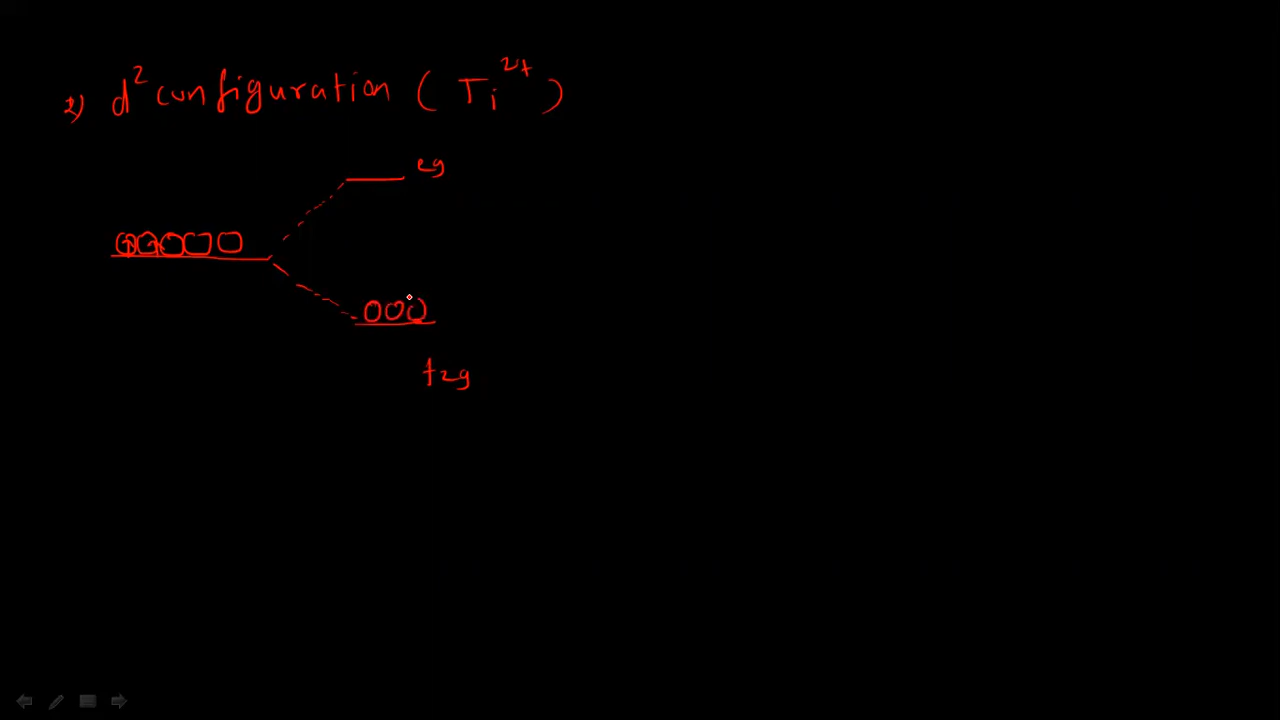 2) d² configuration ( Ti²⁺ )
eg
t2g